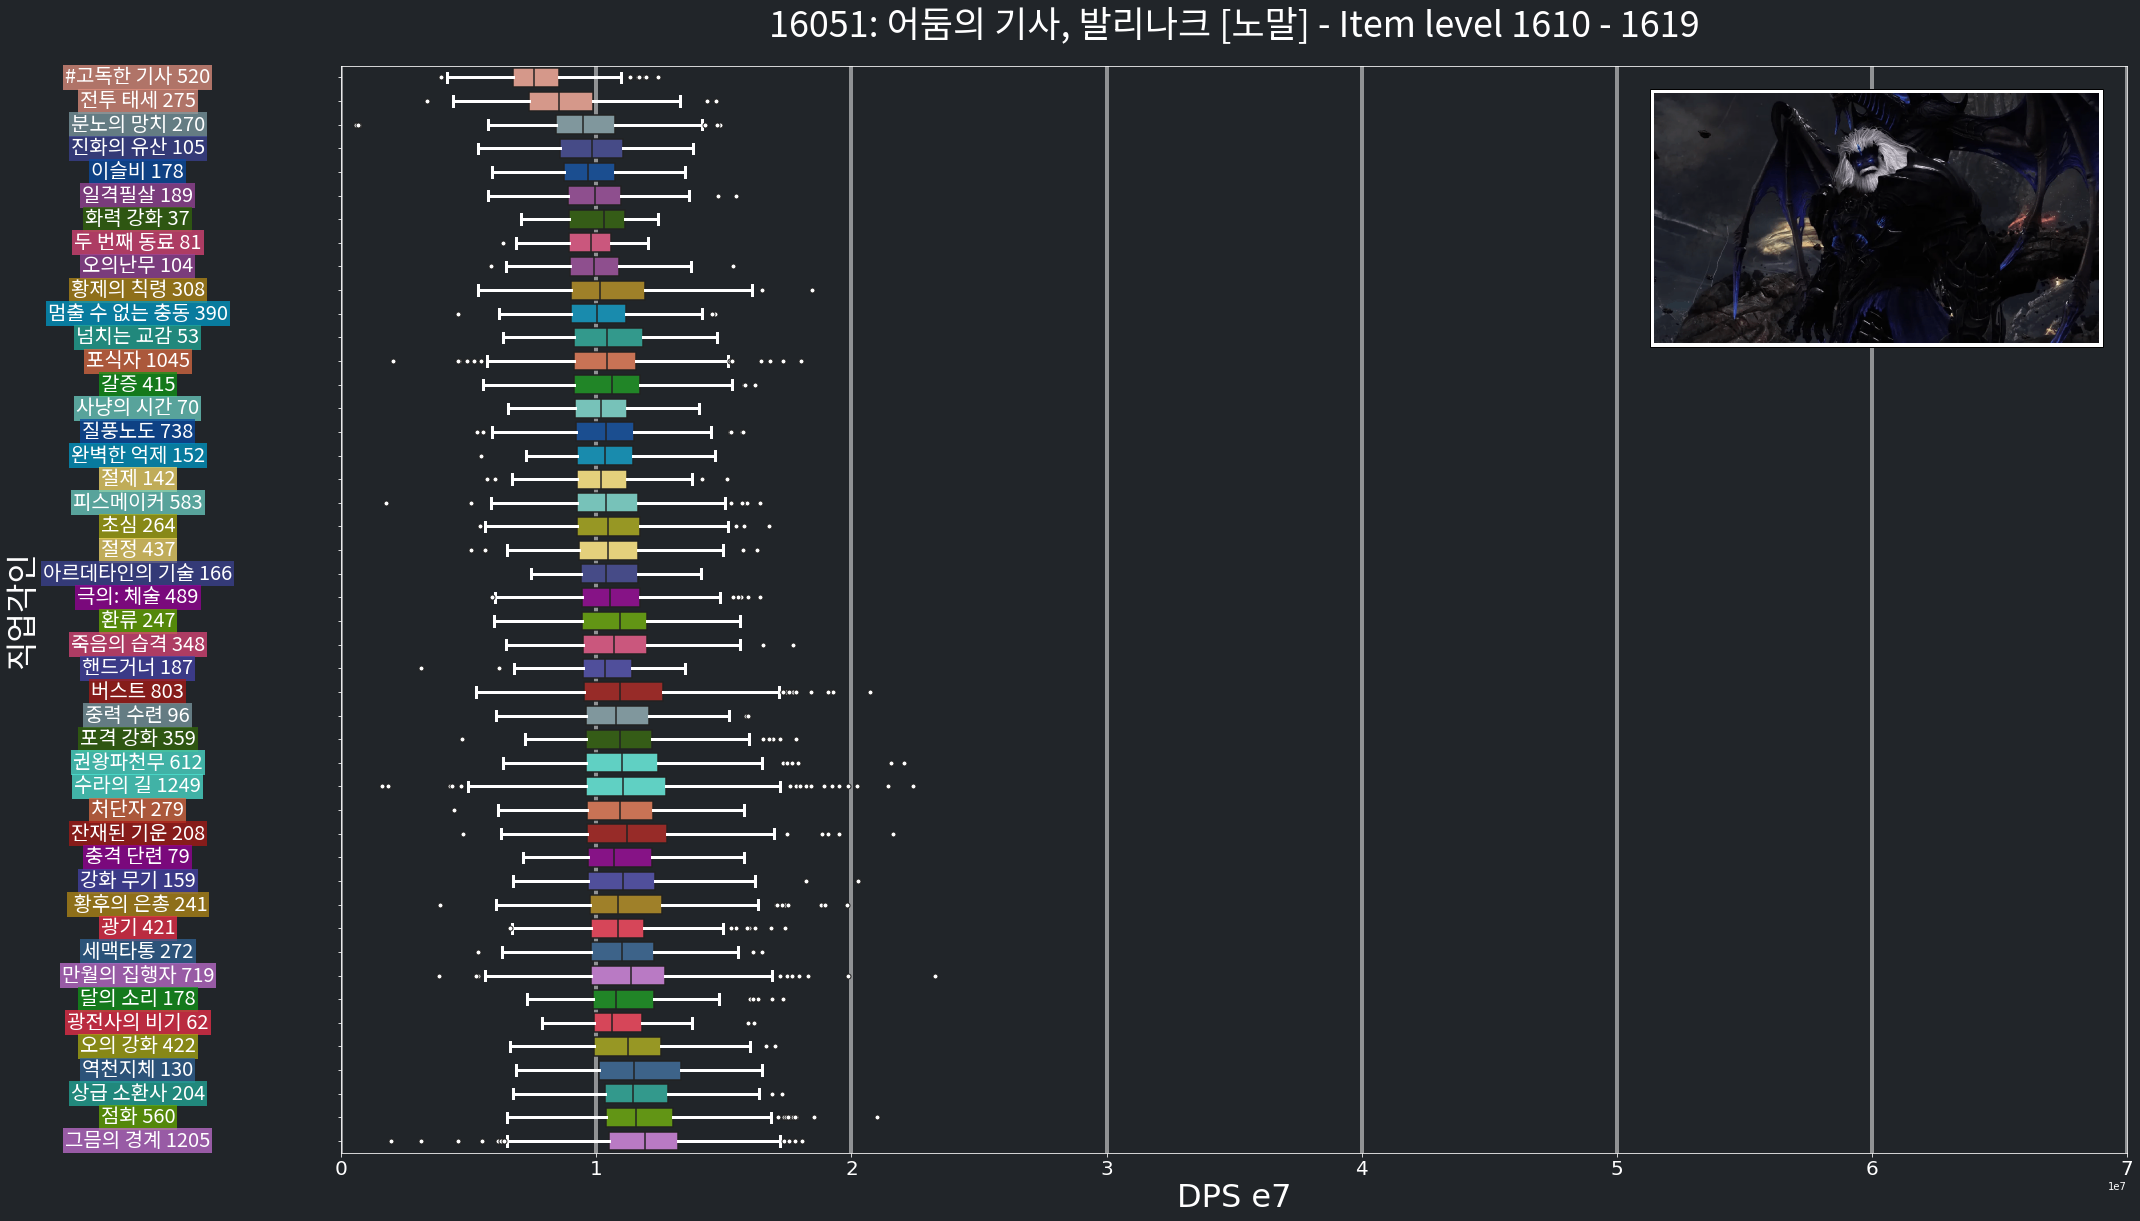 16051: 어둠의 기사, 발리나크 [노말] - Item level 1610 - 1619
직업각인
#고독한 기사 520
전투 태세 275
분노의 망치 270
진화의 유산 105
이슬비 178
일격필살 189
화력 강화 37
두 번째 동료 81
오의난무 104
황제의 칙령 308
멈출 수 없는 충동 390
넘치는 교감 53
포식자 1045
갈증 415
사냥의 시간 70
질풍노도 738
완벽한 억제 152
절제 142
피스메이커 583
초심 264
절정 437
아르데타인의 기술 166
극의: 체술 489
환류 247
죽음의 습격 348
핸드거너 187
버스트 803
중력 수련 96
포격 강화 359
권왕파천무 612
수라의 길 1249
처단자 279
잔재된 기운 208
충격 단련 79
강화 무기 159
황후의 은총 241
광기 421
세맥타통 272
만월의 집행자 719
달의 소리 178
광전사의 비기 62
오의 강화 422
역천지체 130
상급 소환사 204
점화 560
그믐의 경계 1205
0 1 2 3 4 5 6 7
1e7
DPS e7